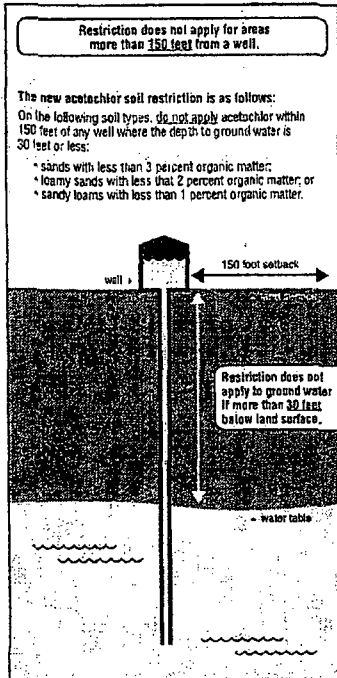 Restriction does not apply for areas
more than 150 feet from a well.
The new acetochlor soil restriction is as follows:
On the following soil types, do not apply acetochlor within
150 feet of any well where the depth to ground water is
30 feet or less:
• sands with less than 3 percent organic matter;
• loamy sands with less that 2 percent organic matter; or
• sandy loams with less than 1 percent organic matter.
well
150 foot setback
Restriction does not
apply to ground water
if more than 30 feet
below land surface.
water table